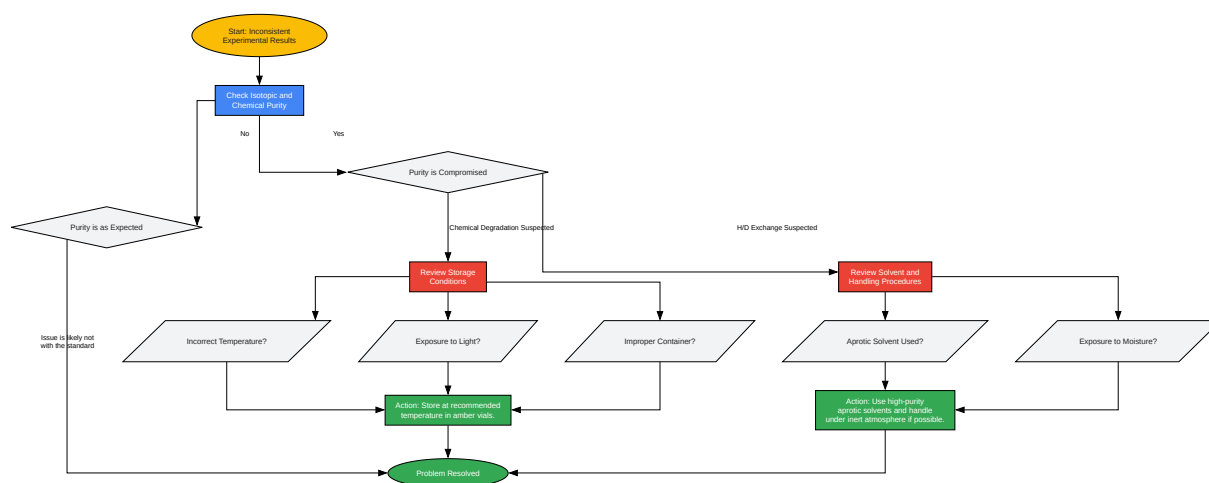 Start: Inconsistent
Experimental Results
Check Isotopic and
Chemical Purity
No
Yes
Purity is Compromised
Purity is as Expected
Chemical Degradation Suspected
H/D Exchange Suspected
Review Storage
Conditions
Review Solvent and
Handling Procedures
Issue is likely not
with the standard
Incorrect Temperature?
Exposure to Light?
Improper Container?
Aprotic Solvent Used?
Exposure to Moisture?
Action: Store at recommended
temperature in amber vials.
Action: Use high-purity
aprotic solvents and handle
under inert atmosphere if possible.
Problem Resolved